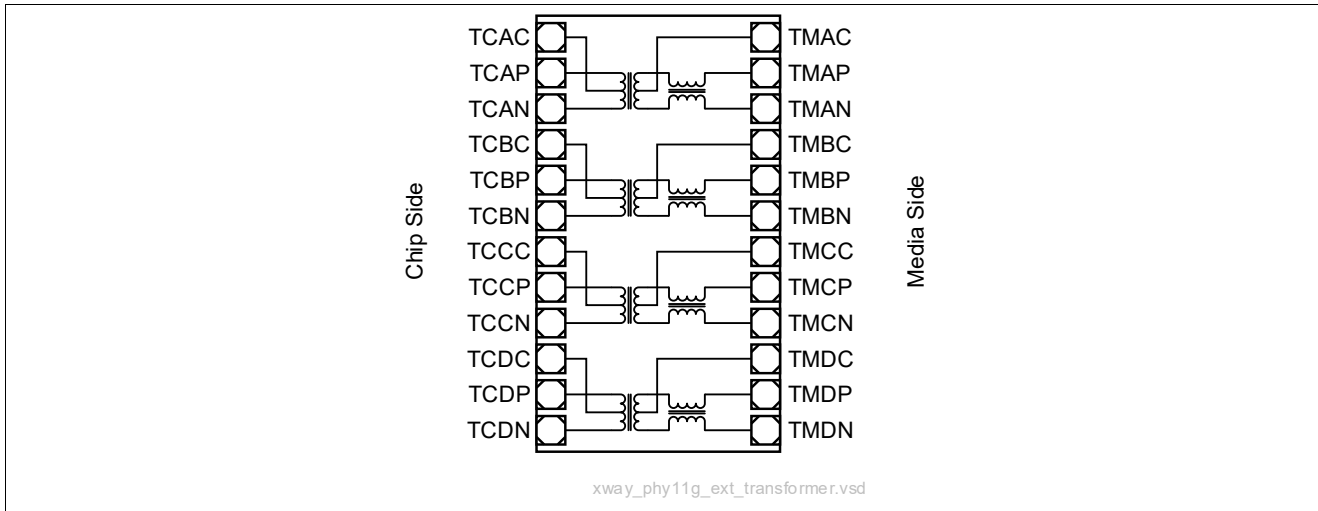 TCAC
TMAC
TCAP
TMAP
TCAN
TMAN
TCBC
TMBC
TCBP
TMBP
TCBN
TMBN
Chip Side
Media Side
TCCC
TMCC
TCCP
TMCP
TCCN
TMCN
TCDC
TMDC
TCDP
TMDP
TCDN
TMDN
xway_phy11g_ext_transformer.vsd